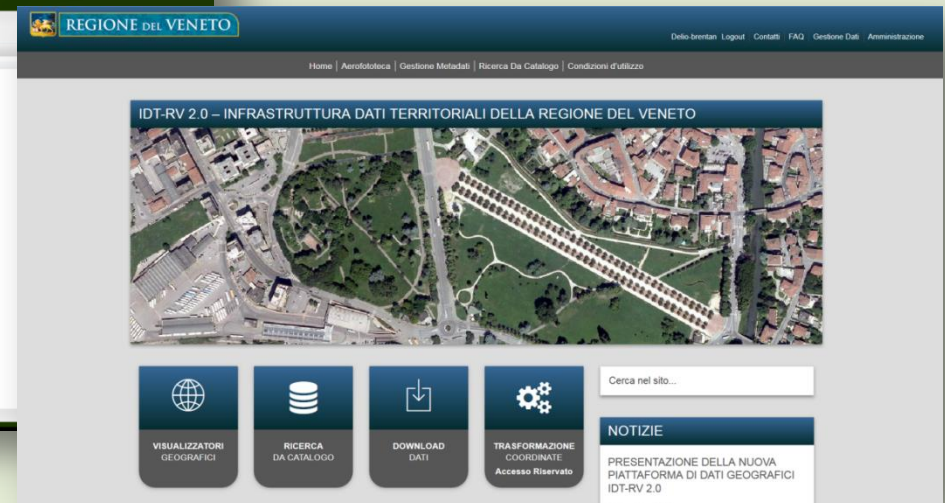 REGIONE DEL VENETO
Delio-brentan Logout Contatti FAQ Gestione Dati Amministrazione
Home | Aerofototeca | Gestione Metadati | Ricerca Da Catalogo | Condizioni d'utilizzo
IDT-RV 2.0 – INFRASTRUTTURA DATI TERRITORIALI DELLA REGIONE DEL VENETO
VISUALIZZATORI
GEOGRAFICI
RICERCA
DA CATALOGO
DOWNLOAD
DATI
TRASFORMAZIONE
COORDINATE
Accesso Riservato
Cerca nel sito...
NOTIZIE
PRESENTAZIONE DELLA NUOVA
PIATTAFORMA DI DATI GEOGRAFICI
IDT-RV 2.0